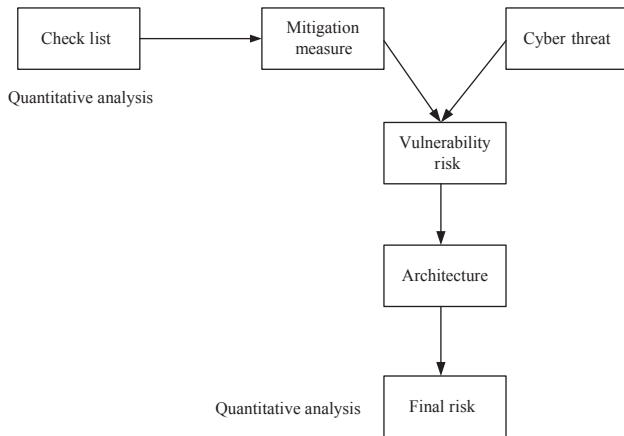 Check list
Mitigation
measure
Cyber threat
Quantitative analysis
Vulnerability
risk
Architecture
Quantitative analysis
Final risk